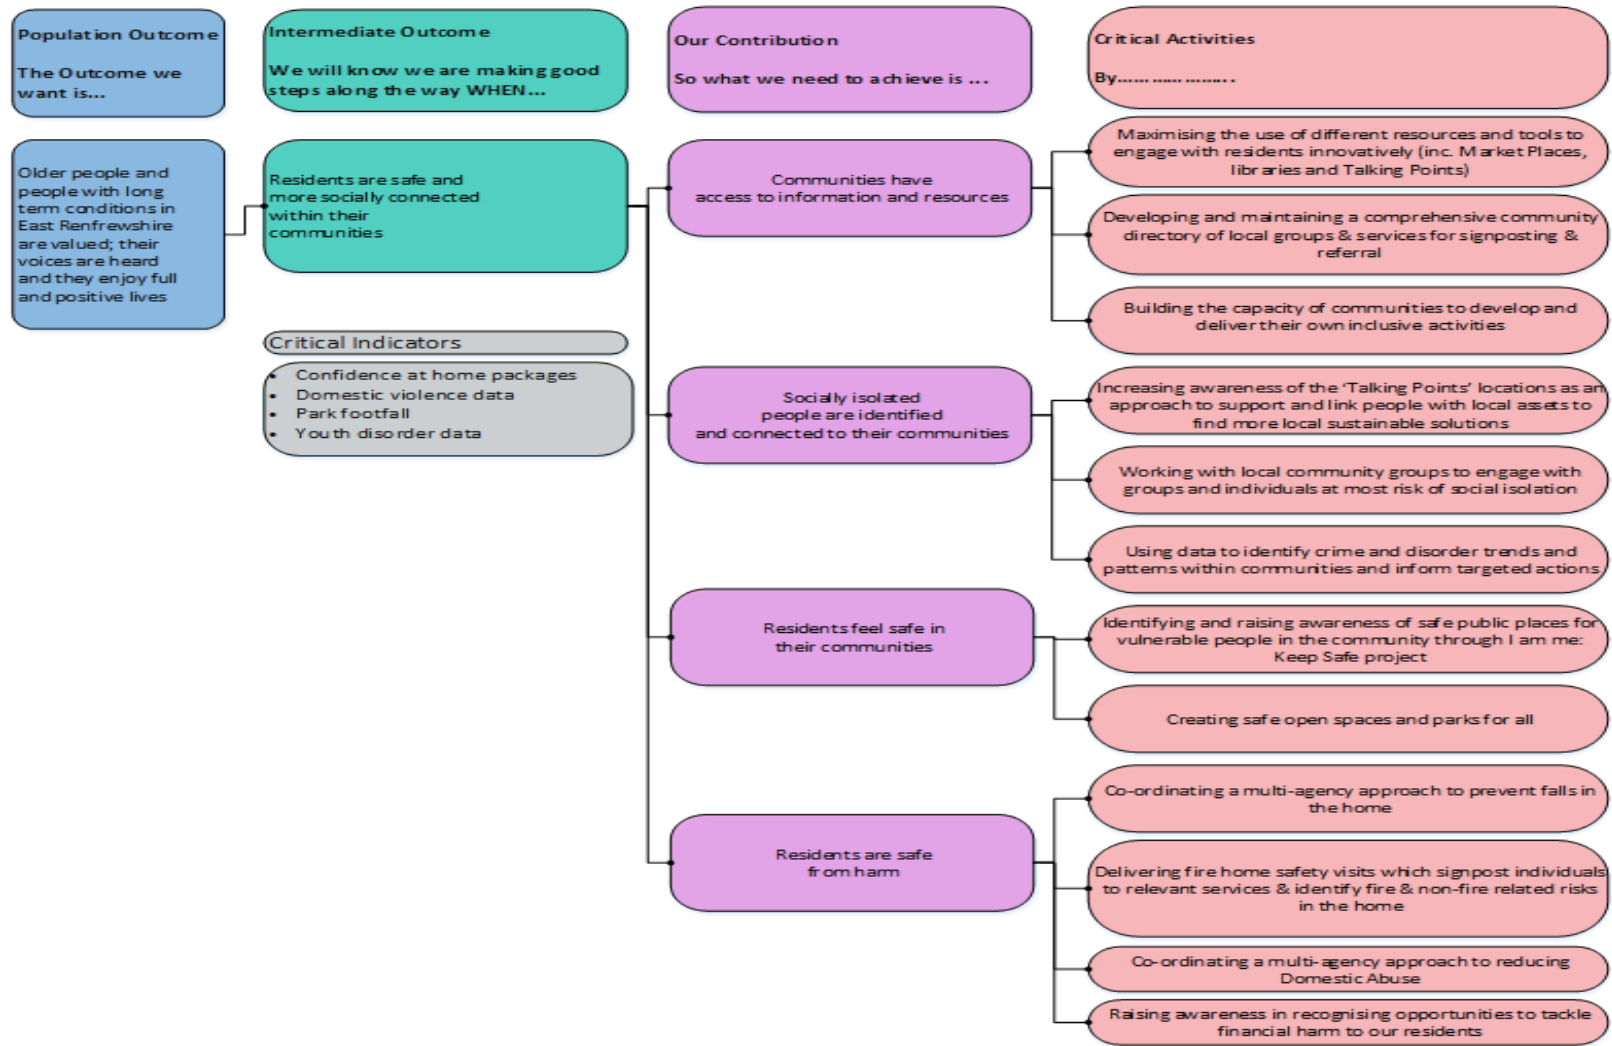 Population Outcome
The Outcome we
want is...
Intermediate Outcome
We will know we are making good
steps along the way WHEN...
Our Contribution
So what we need to achieve is ...
Critical Activities
By.....................
Older people and
people with long
term conditions in
East Renfrewshire
are valued; their
voices are heard
and they enjoy full
and positive lives
Residents are safe and
more socially connected
within their
communities
Critical Indicators
• Confidence at home packages
• Domestic violence data
• Park footfall
• Youth disorder data
Communities have
access to information and resources
Maximising the use of different resources and tools to
engage with residents innovatively (inc. Market Places,
libraries and Talking Points)
Developing and maintaining a comprehensive community
directory of local groups & services for signposting &
referral
Building the capacity of communities to develop and
deliver their own inclusive activities
Socially isolated
people are identified
and connected to their communities
Increasing awareness of the 'Talking Points' locations as an
approach to support and link people with local assets to
find more local sustainable solutions
Working with local community groups to engage with
groups and individuals at most risk of social isolation
Using data to identify crime and disorder trends and
patterns within communities and inform targeted actions
Residents feel safe in
their communities
Identifying and raising awareness of safe public places for
vulnerable people in the community through I am me:
Keep Safe project
Creating safe open spaces and parks for all
Residents are safe
from harm
Co-ordinating a multi-agency approach to prevent falls in
the home
Delivering fire home safety visits which signpost individuals
to relevant services & identify fire & non-fire related risks
in the home
Co-ordinating a multi-agency approach to reducing
Domestic Abuse
Raising awareness in recognising opportunities to tackle
financial harm to our residents